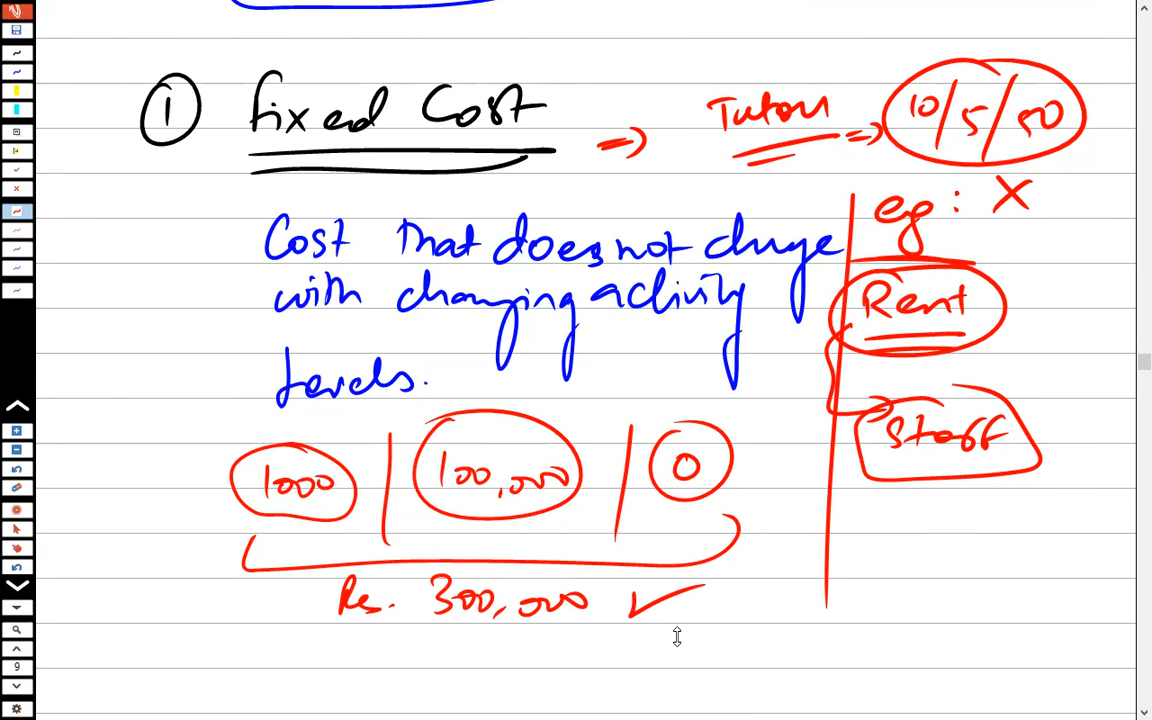 ① Fixed Cost => Tutor => 10/5/50
eg: X
Cost that does not change
with changing activity
levels.
Rent
Staff
1000 | 100,000 | 0
Rs. 300,000 ✓
9